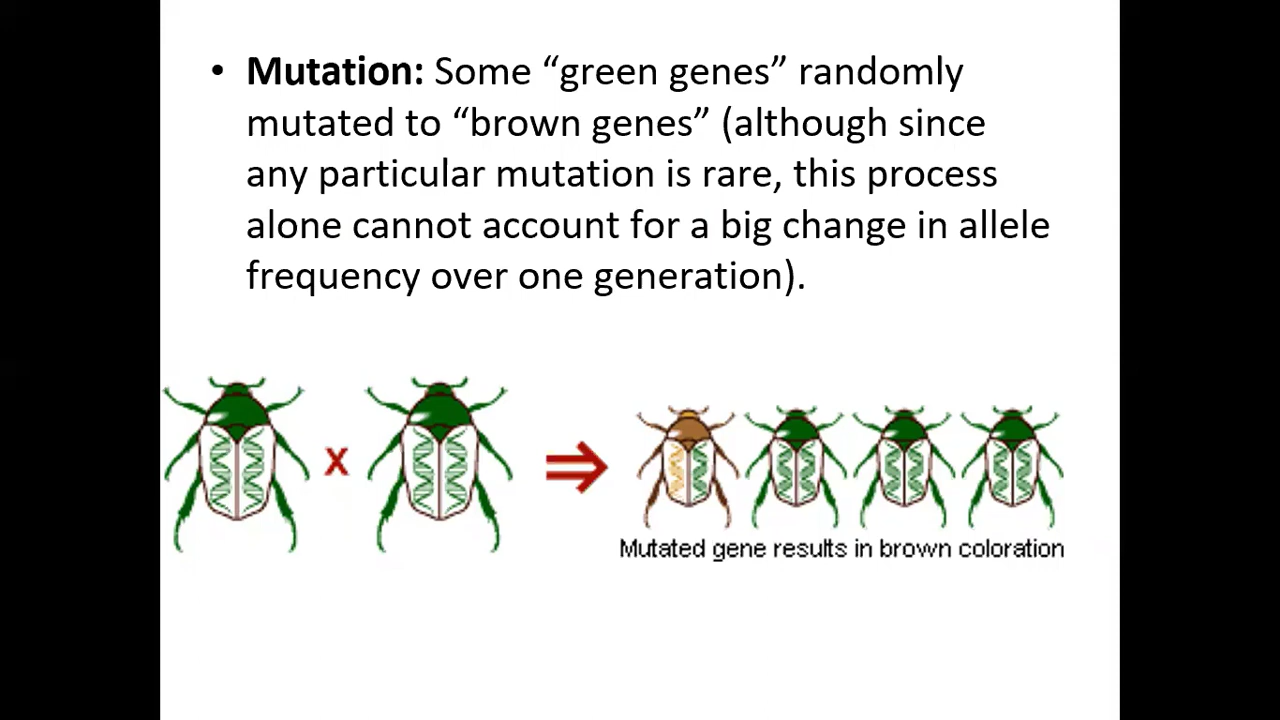 • Mutation: Some “green genes” randomly
mutated to “brown genes” (although since
any particular mutation is rare, this process
alone cannot account for a big change in allele
frequency over one generation).
x
Mutated gene results in brown coloration